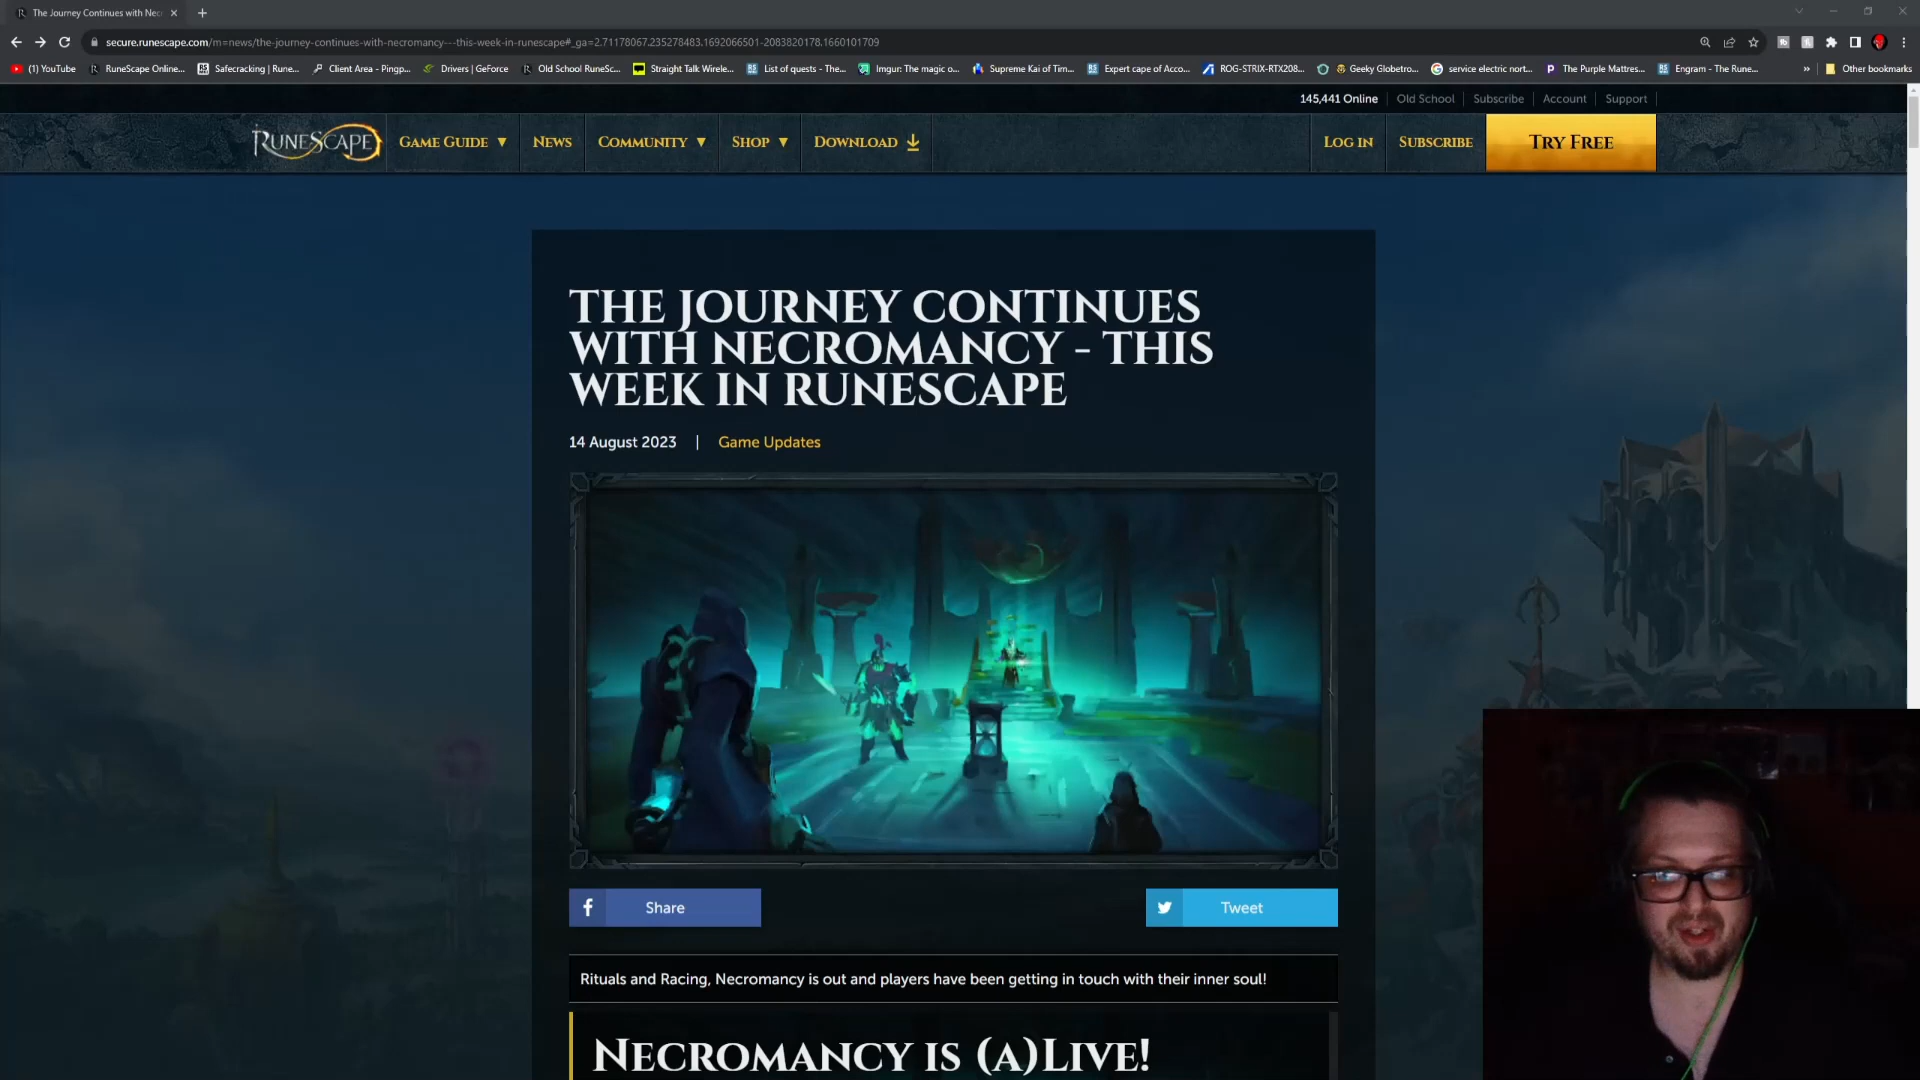 The Journey Continues with Nec
secure.runescape.com/m=news/the-journey-continues-with-necromancy---this-week-in-runescape#_ga=2.71178067.235278483.1692066501-2083820178.1660101709
(1) YouTube
RuneScape Online...
Safecracking | Rune...
Client Area - Pingp...
Drivers | GeForce
Old School RuneSc...
Straight Talk Wirele...
List of quests - The...
Imgur: The magic o...
Supreme Kai of Tim...
Expert cape of Acco...
ROG-STRIX-RTX208...
Geeky Globetro...
service electric nort...
The Purple Mattres...
Engram - The Rune...
»
Other bookmarks
145,441 Online
Old School
Subscribe
Account
Support
RUNESCAPE
GAME GUIDE ▼
NEWS
COMMUNITY ▼
SHOP ▼
DOWNLOAD
LOG IN
SUBSCRIBE
TRY FREE
THE JOURNEY CONTINUES
WITH NECROMANCY - THIS
WEEK IN RUNESCAPE
14 August 2023 | Game Updates
Share
Tweet
Rituals and Racing, Necromancy is out and players have been getting in touch with their inner soul!
NECROMANCY IS (A)LIVE!